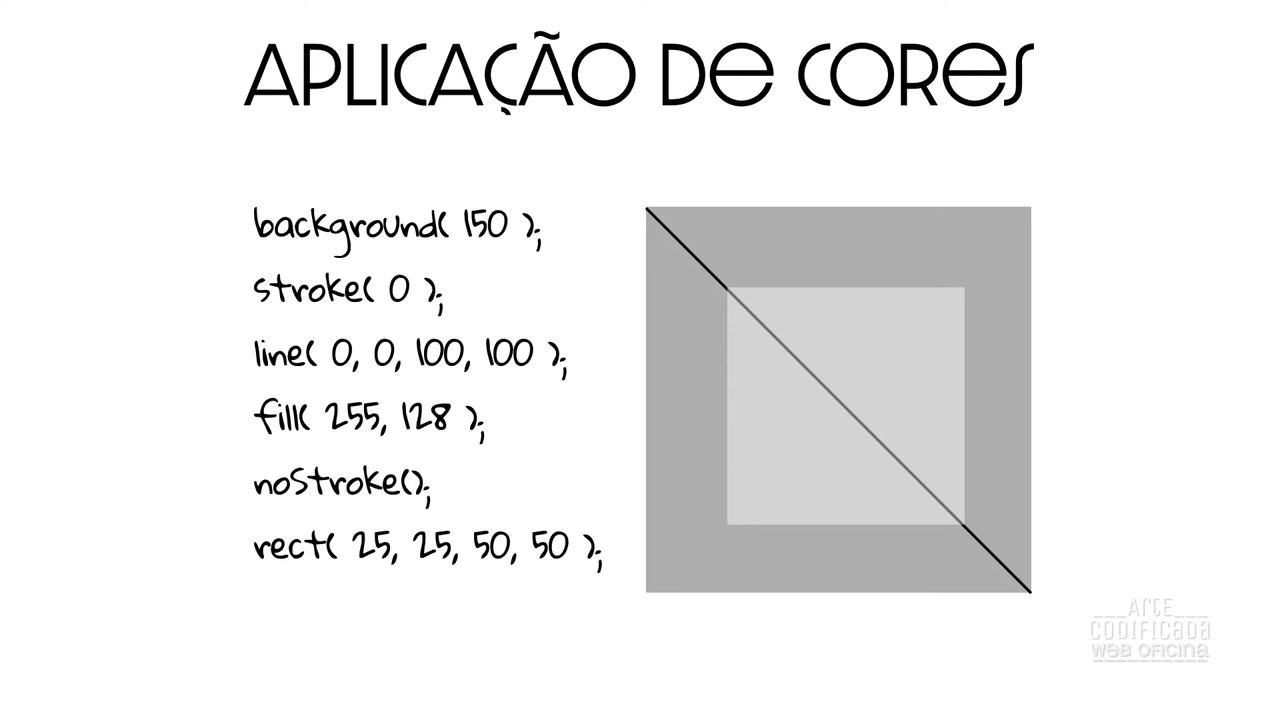 APLICAÇÃO DE CORES
background( 150 );
stroke( 0 );
line( 0, 0, 100, 100 );
fill( 255, 128 );
noStroke();
rect( 25, 25, 50, 50 );
___ARTE___
CODIFICADA
WEB OFICINA